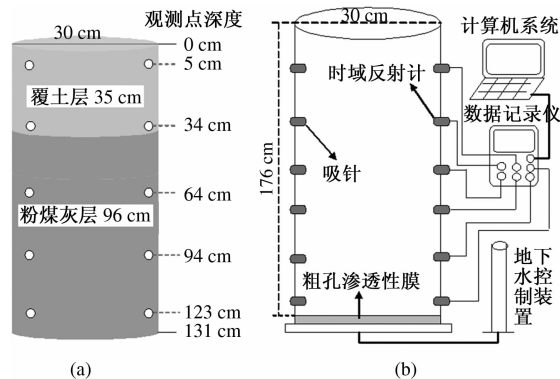 30 cm
观测点深度
0 cm
5 cm
覆土层 35 cm
34 cm
64 cm
粉煤灰层 96 cm
94 cm
123 cm
131 cm
(a)
30 cm
计算机系统
时域反射计
数据记录仪
吸针
176 cm
粗孔渗透性膜
地下
水控
制装
置
(b)